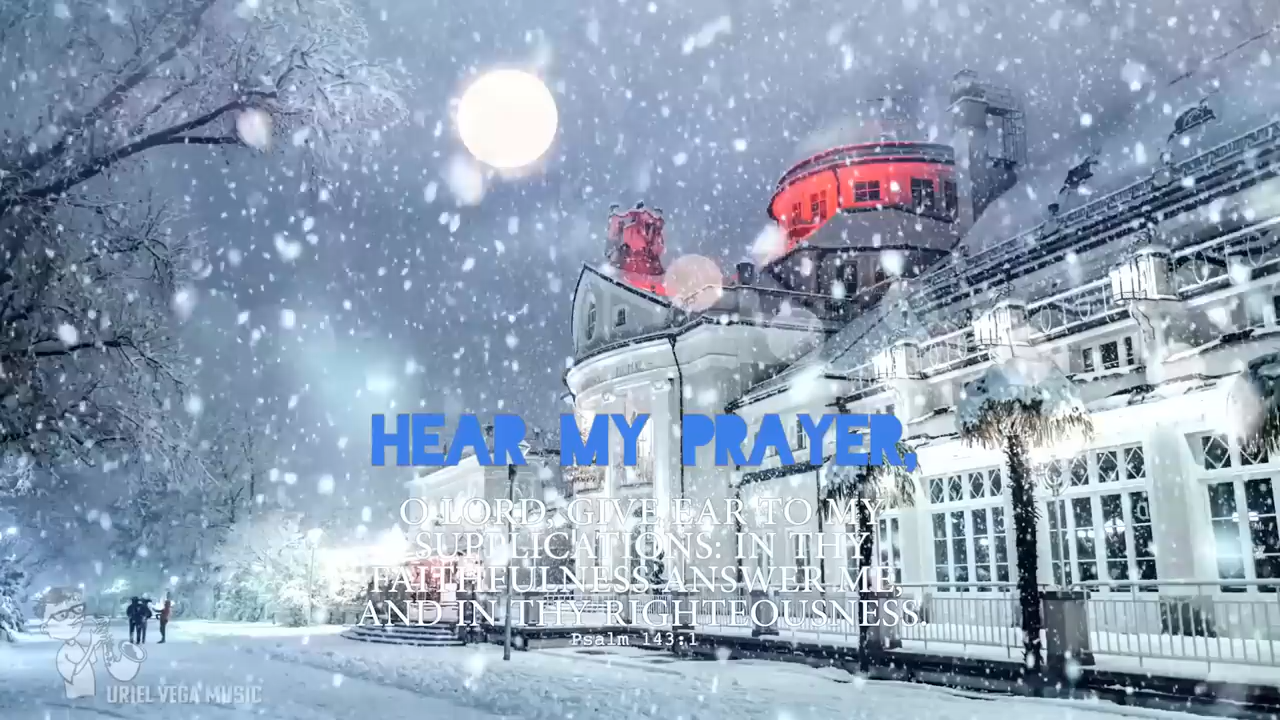 HEAR MY PRAYER,
O LORD, GIVE EAR TO MY
SUPPLICATIONS: IN THY
FAITHFULNESS ANSWER ME,
AND IN THY RIGHTEOUSNESS.
Psalm 143:1
URIEL VEGA MUSIC